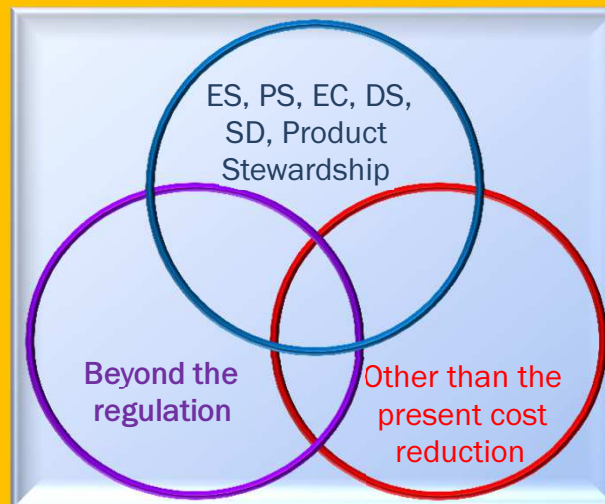 ES, PS, EC, DS,
SD, Product
Stewardship
Beyond the
regulation
Other than the
present cost
reduction